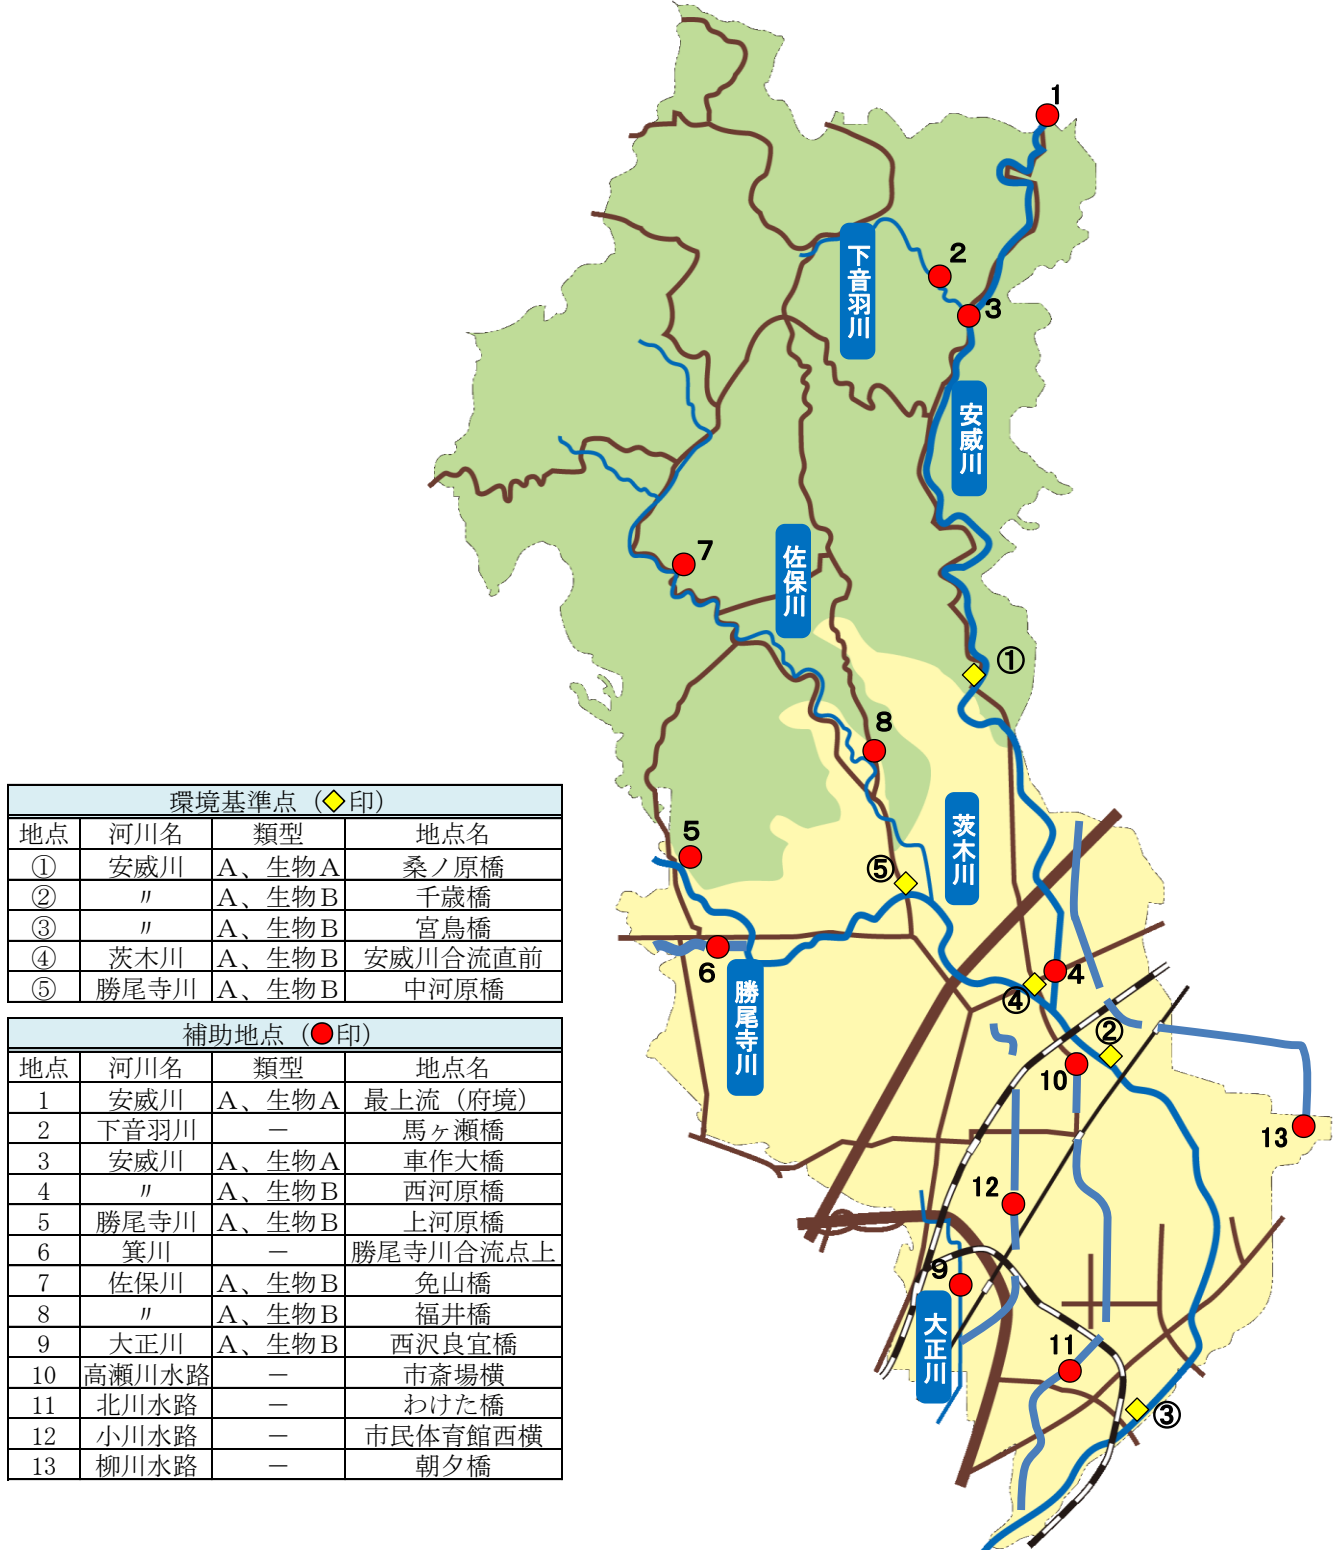 1
2
下音羽川
3
安威川
7
佐保川
①
8
5
茨木川
⑤
6
勝尾寺川
4
④
②
10
13
12
9
大正川
11
③
環境基準点（◇印）
地点 河川名 類型 地点名
① 安威川 A、生物A 桑ノ原橋
② 〃 A、生物B 千歳橋
③ 〃 A、生物B 宮鳥橋
④ 茨木川 A、生物B 安威川合流直前
⑤ 勝尾寺川 A、生物B 中河原橋
補助地点（●印）
地点 河川名 類型 地点名
1 安威川 A、生物A 最上流（府境）
2 下音羽川 － 馬ヶ瀬橋
3 安威川 A、生物A 車作大橋
4 〃 A、生物B 西河原橋
5 勝尾寺川 A、生物B 上河原橋
6 箕川 － 勝尾寺川合流点上
7 佐保川 A、生物B 免山橋
8 〃 A、生物B 福井橋
9 大正川 A、生物B 西沢良宜橋
10 高瀬川水路 － 市斎場横
11 北川水路 － わけた橋
12 小川水路 － 市民体育館西横
13 柳川水路 － 朝夕橋